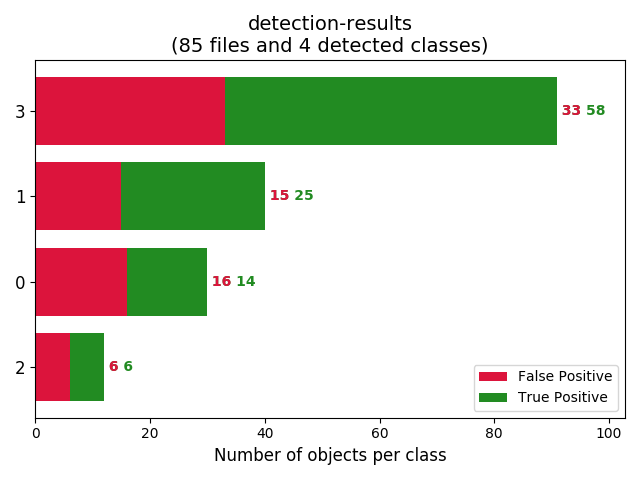 detection-results
(85 files and 4 detected classes)
3
33 58
1
15 25
0
16 14
2
6 6
False Positive
True Positive
0 20 40 60 80 100
Number of objects per class